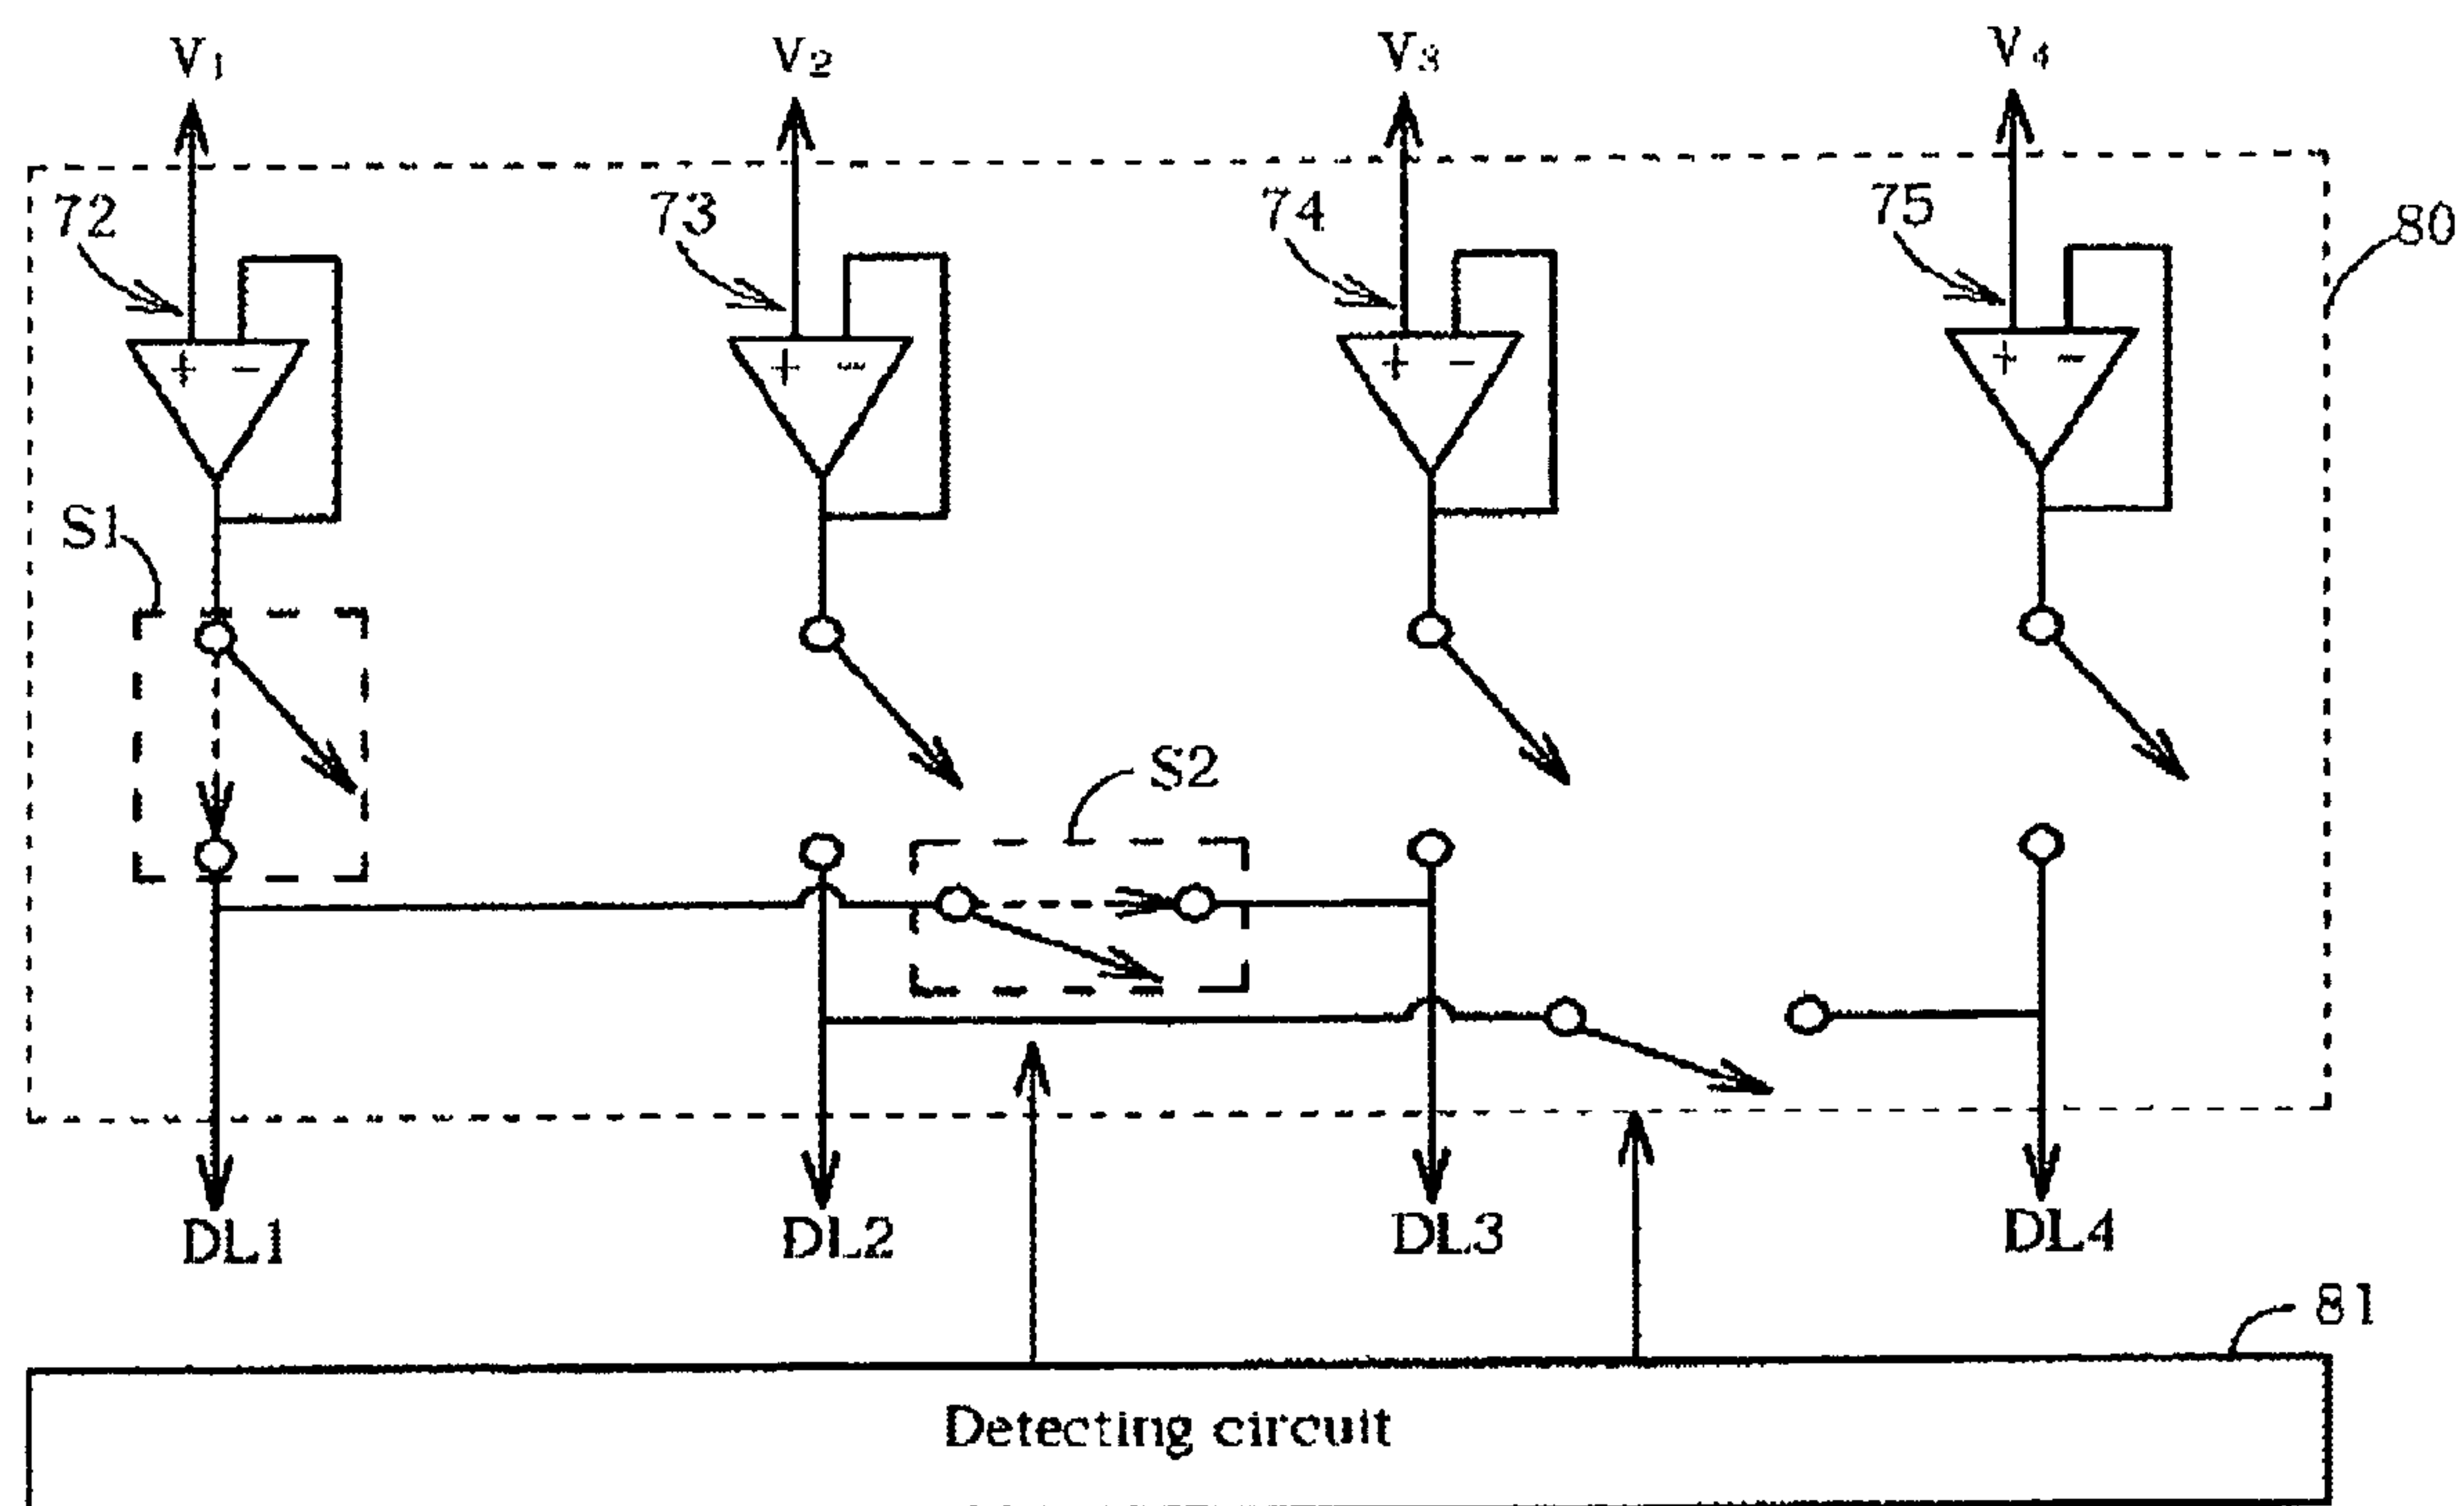 V1 V2 V3 V4
72 73 74 75 80
+ - + - + - + -
S1
S2
DL1 DL2 DL3 DL4
81
Detecting circuit